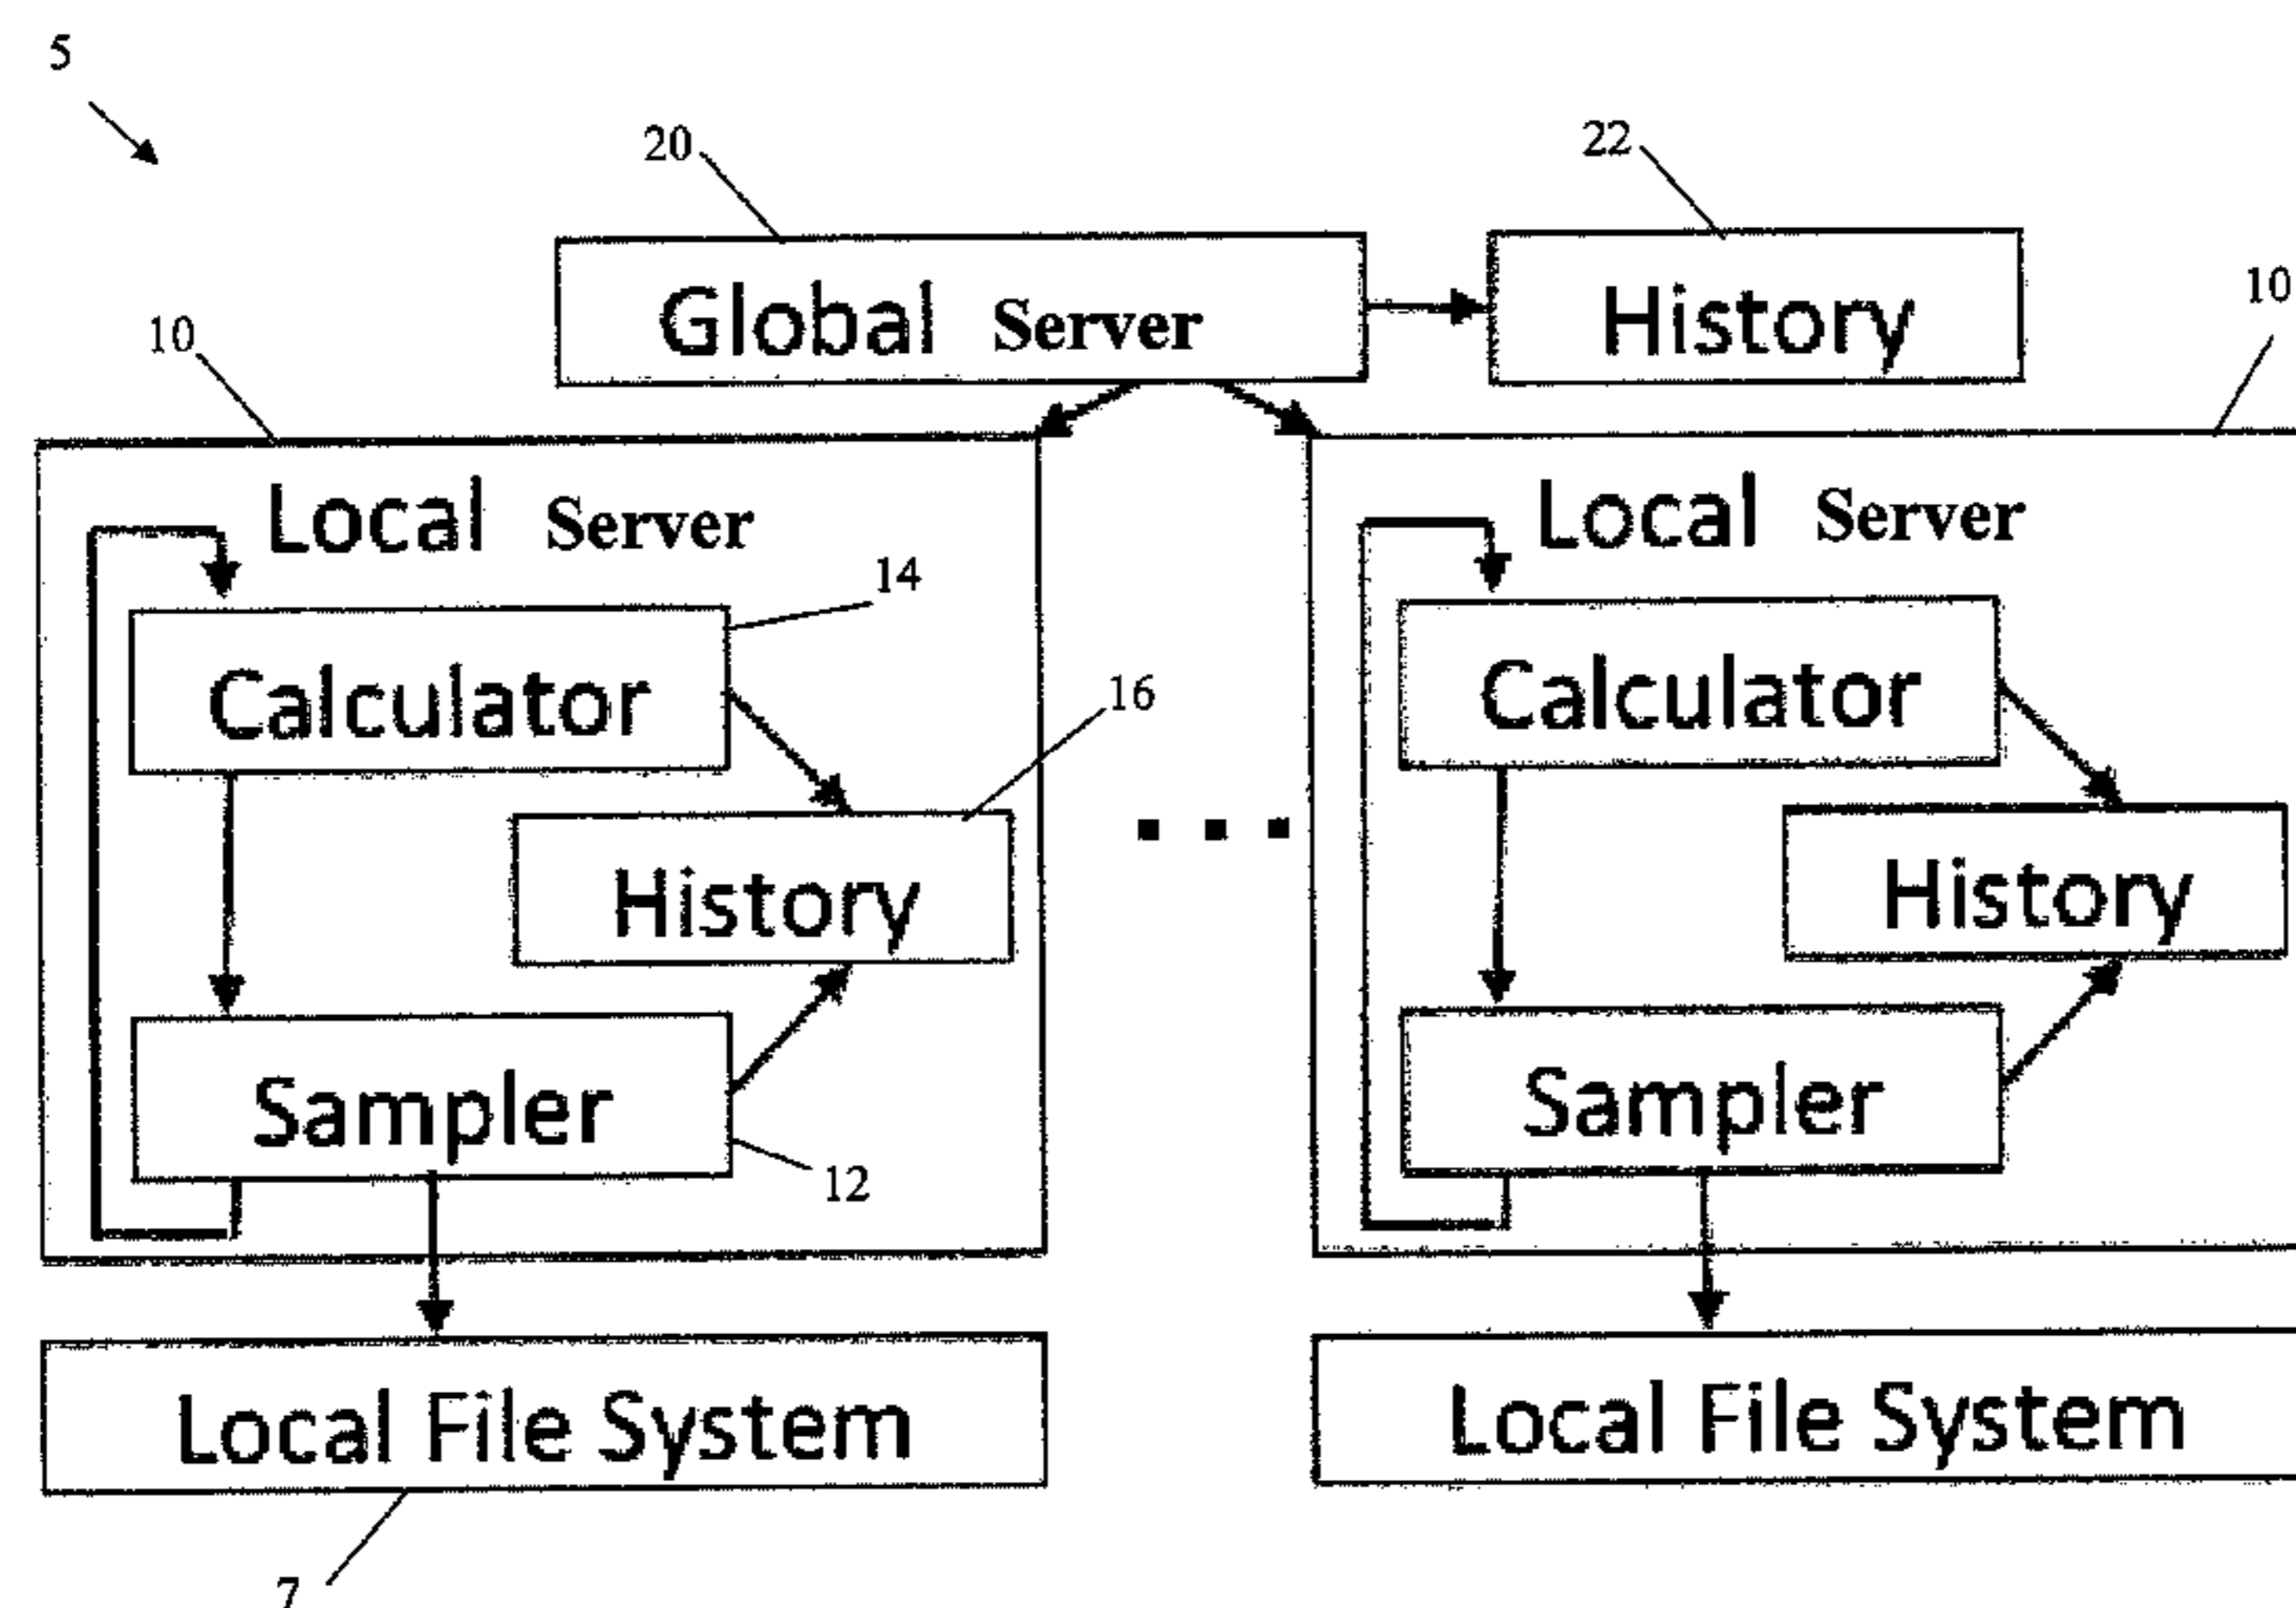 5
20
22
Global Server
History
10
10
Local Server
Local Server
14
Calculator
Calculator
16
History
History
Sampler
Sampler
12
Local File System
Local File System
7